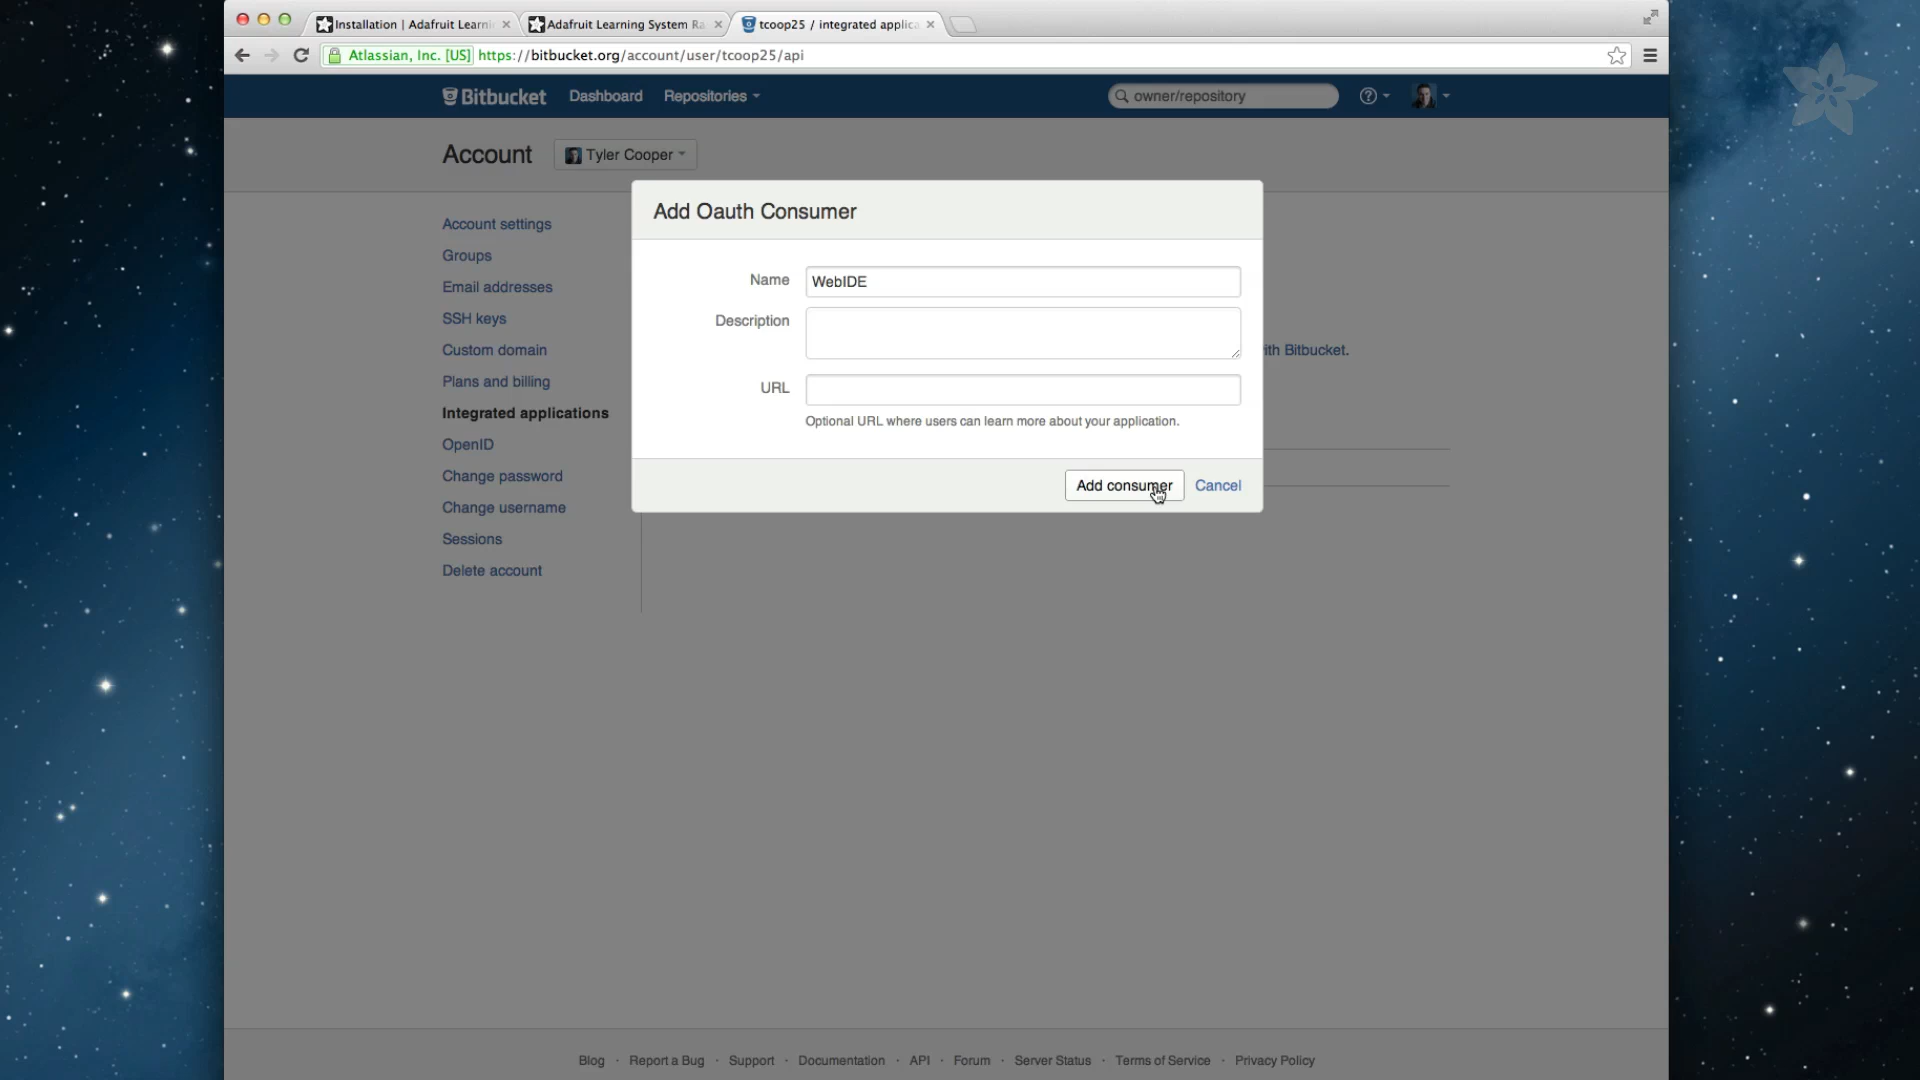 Installation | Adafruit Learni
Adafruit Learning System Ra
tcoop25 / integrated applica
Atlassian, Inc. [US] https://bitbucket.org/account/user/tcoop25/api
Bitbucket Dashboard Repositories owner/repository
Account Tyler Cooper
Add Oauth Consumer
Account settings
Groups
Email addresses
SSH keys
Custom domain
Plans and billing
Integrated applications
OpenID
Change password
Change username
Sessions
Delete account
Name WebIDE
Description
ith Bitbucket.
URL
Optional URL where users can learn more about your application.
Add consumer Cancel
Blog · Report a Bug · Support · Documentation · API · Forum · Server Status · Terms of Service · Privacy Policy